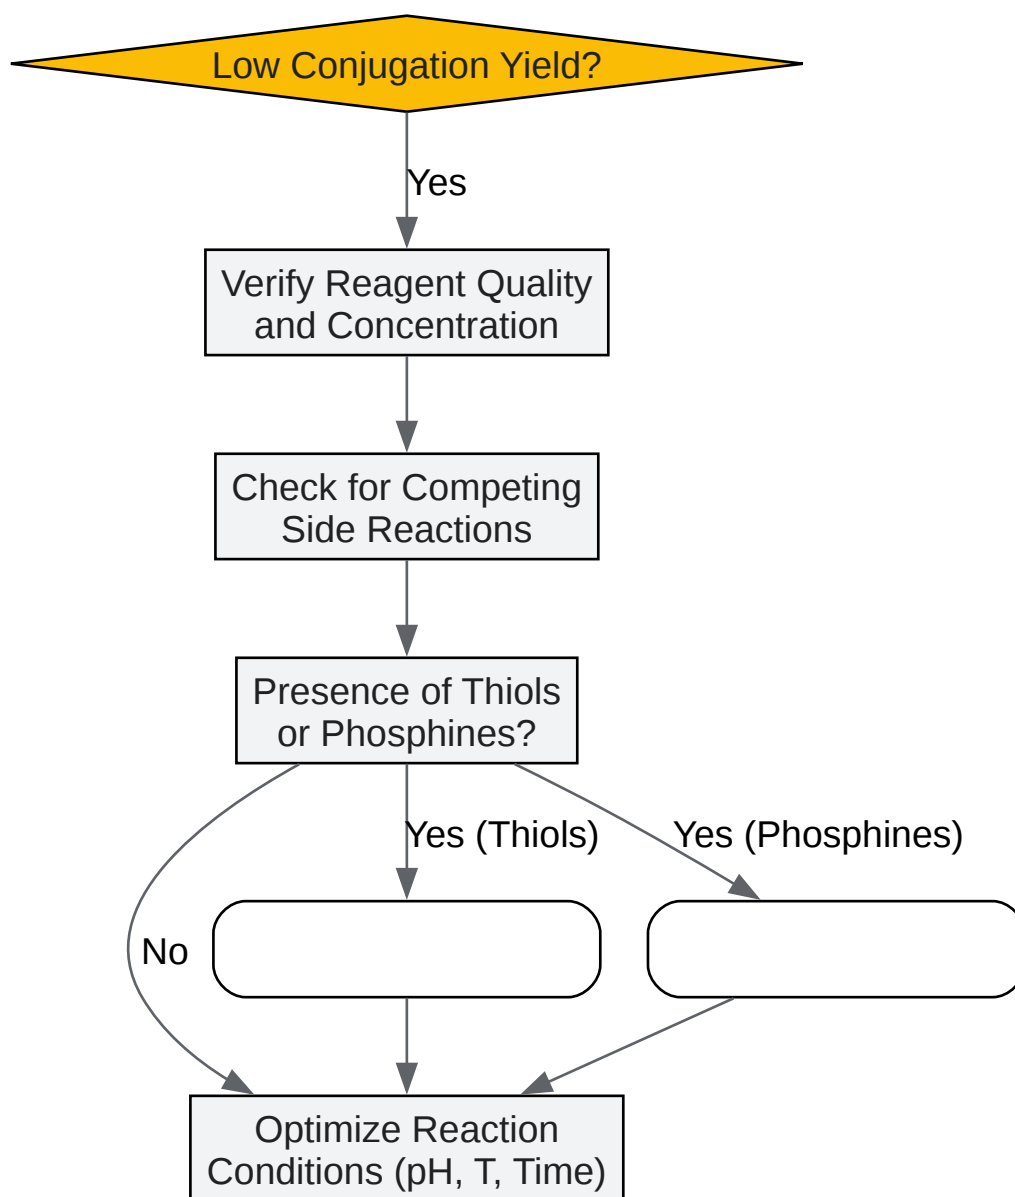 Low Conjugation Yield?
Yes
Verify Reagent Quality
and Concentration
Check for Competing
Side Reactions
Presence of Thiols
or Phosphines?
Yes (Thiols)
Yes (Phosphines)
No
Optimize Reaction
Conditions (pH, T, Time)